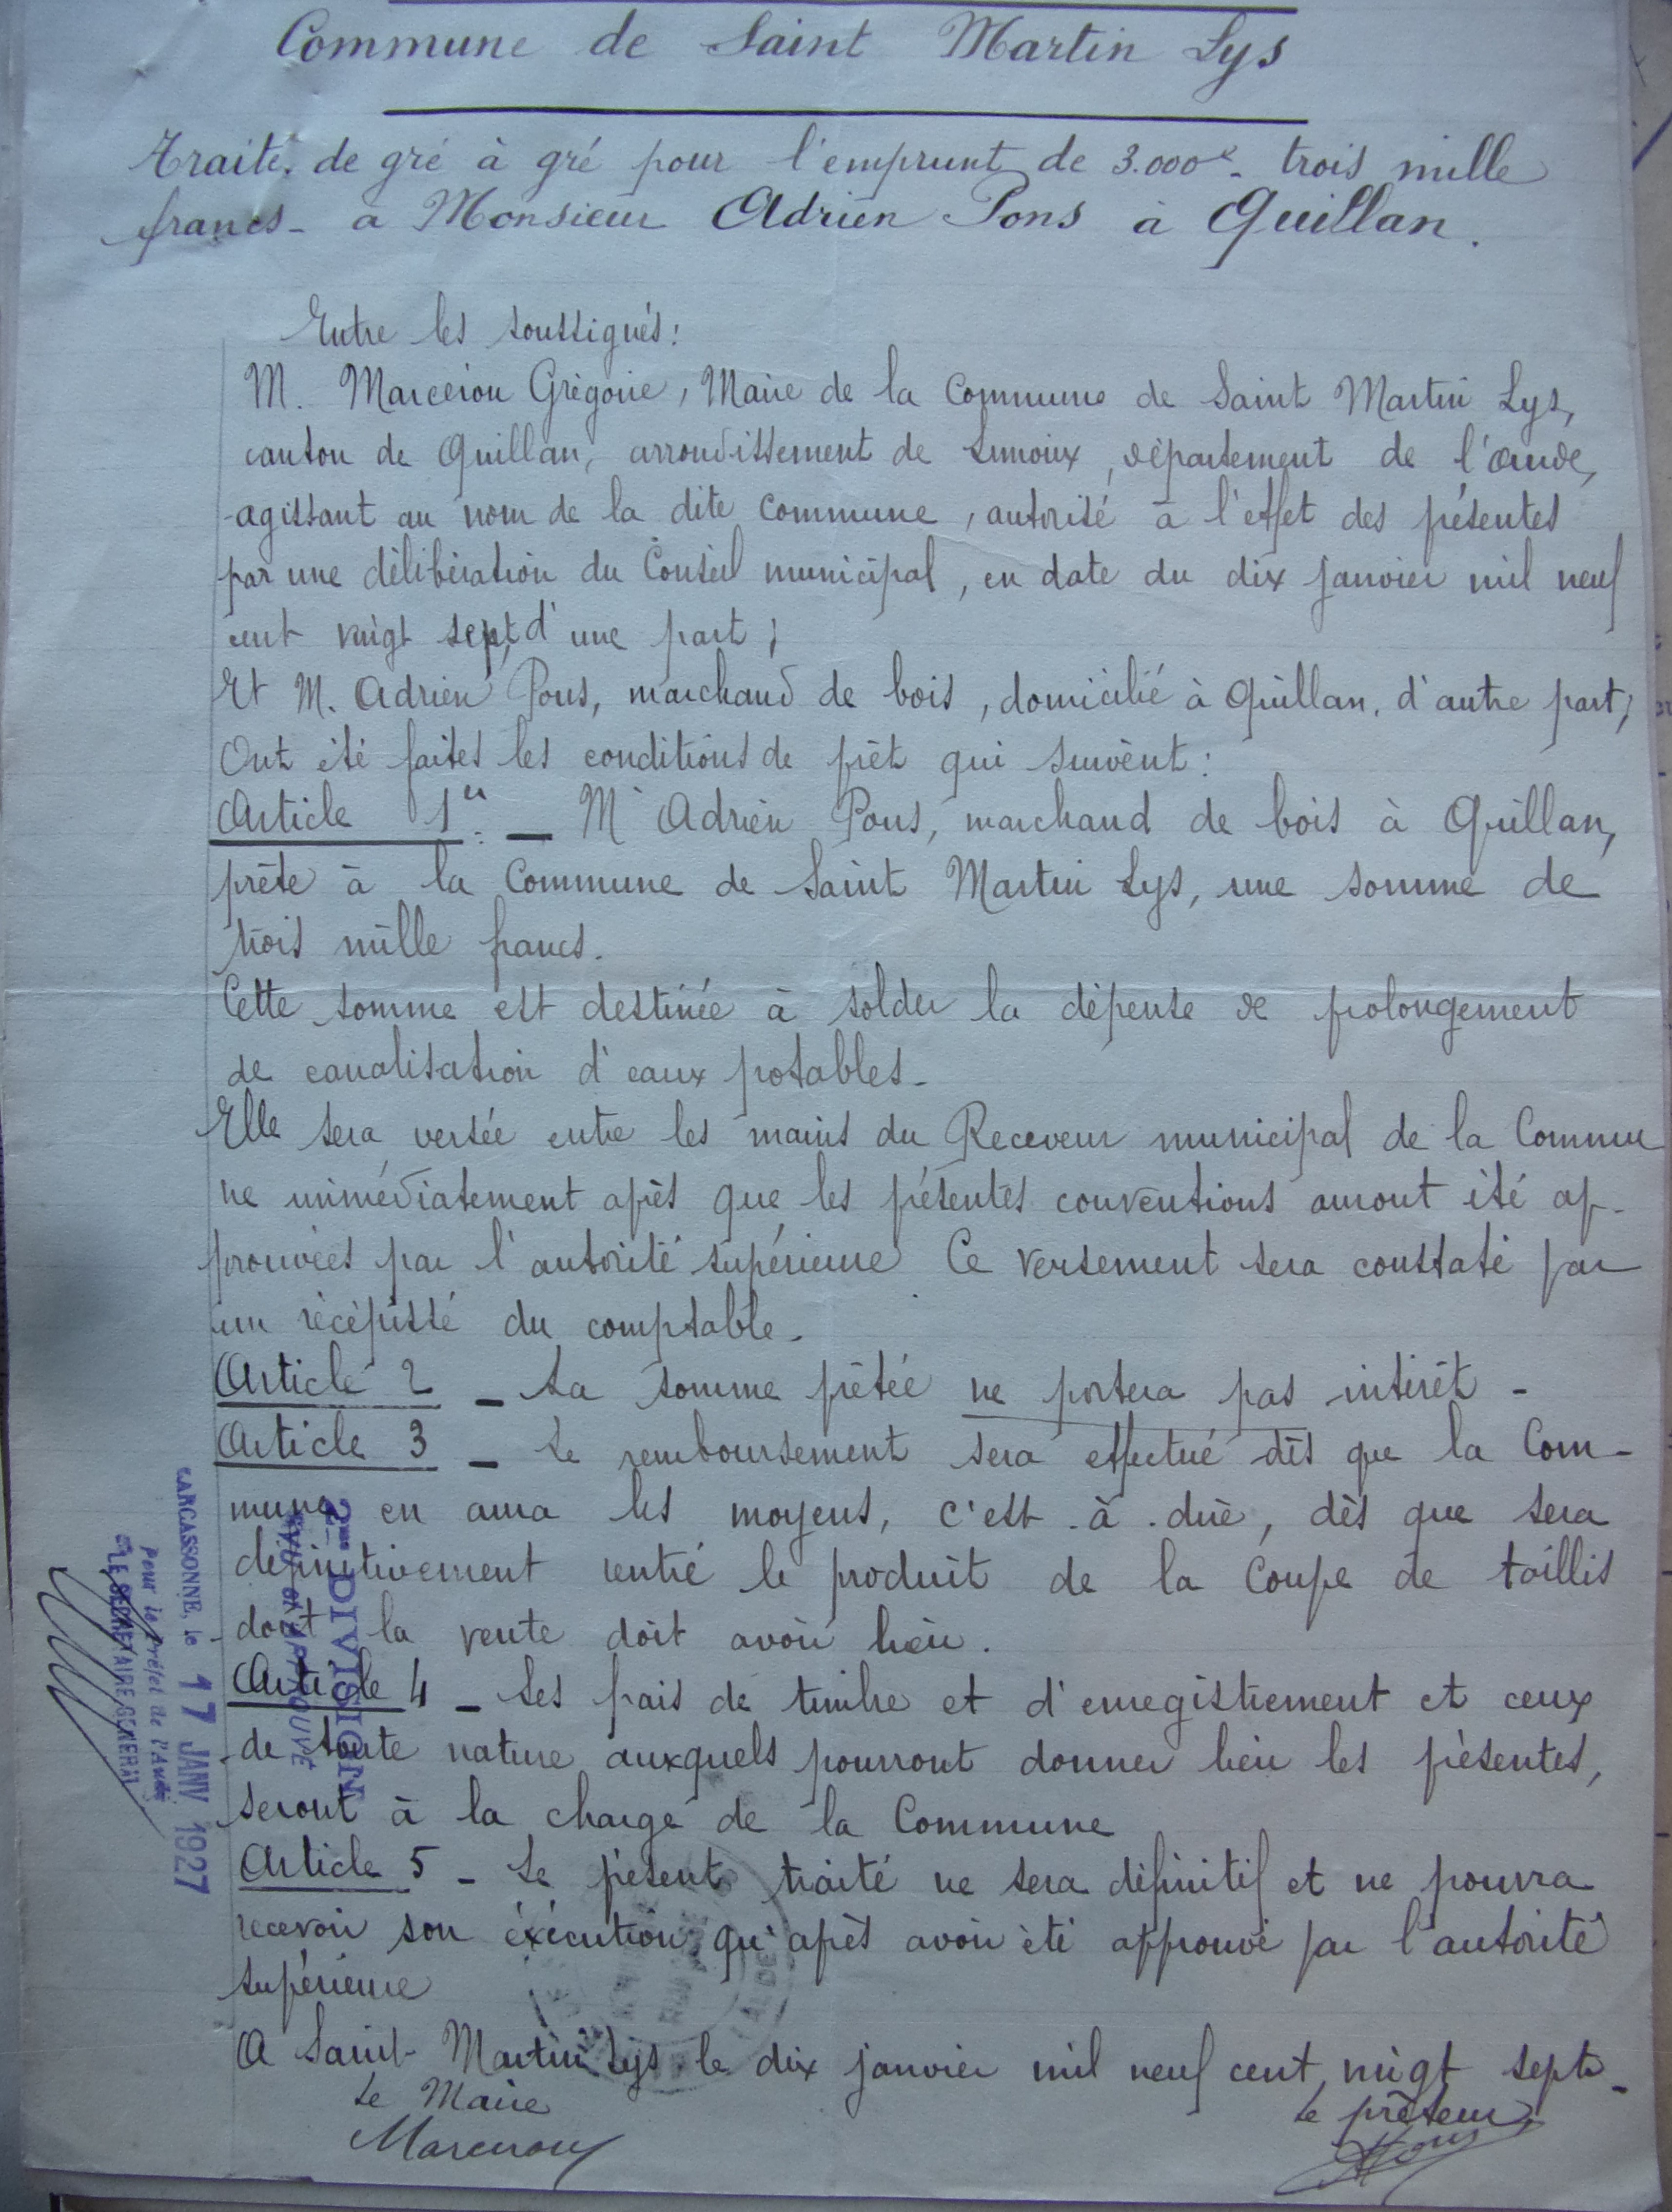 Commune de Saint Martin Lys
Traité de gré à gré pour l'emprunt de 3.000f - trois mille
francs - à Monsieur Adrien Pons à Quillan.
Entre les soussignés:
M. Marceron Grégoire, Maire de la Commune de Saint Martin Lys,
canton de Quillan, arrondissement de Limoux, département de l'Aude,
agissant au nom de la dite commune, autorisé à l'effet des présentes
par une délibération du Conseil municipal, en date du dix janvier mil neuf
cent vingt sept, d'une part;
Et M. Adrien Pons, marchand de bois, domicilié à Quillan, d'autre part;
Ont été faites les conditions de prêt qui suivent:
Article 1er. — M Adrien Pons, marchand de bois à Quillan,
prête à la Commune de Saint Martin Lys, une somme de
trois mille francs.
Cette somme est destinée à solder la dépense de prolongement
de canalisation d'eaux potables.
Elle sera versée entre les mains du Receveur municipal de la Commu
ne immédiatement après que les présentes conventions auront été ap-
prouvées par l'autorité supérieure Ce versement sera constaté par
un récépissé du comptable.
Article 2 — La somme prêtée ne portera pas intérêt -
Article 3 — Le remboursement sera effectué dès que la Com-
mune en aura les moyens, c'est-à-dire, dès que sera
définitivement rentré le produit de la Coupe de taillis
dont la vente doit avoir lieu.
Article 4 — Les frais de timbre et d'enregistrement et ceux
de toute nature auxquels pourront donner lieu les présentes,
seront à la charge de la Commune
Article 5 - Le présent traité ne sera définitif et ne pourra
recevoir son éxécution qu'après avoir été approuvé par l'autorité
supérieure
A Saint Martin Lys le dix janvier mil neuf cent vingt sept.
Le Maire
Le prêteur
Marceron
APons
2me DIVISION
VU ET APPROUVÉ
CARCASSONNE, le 17 JANV 1927
Pour le Préfet de l'Aude
LE SECRÉTAIRE GÉNÉRAL